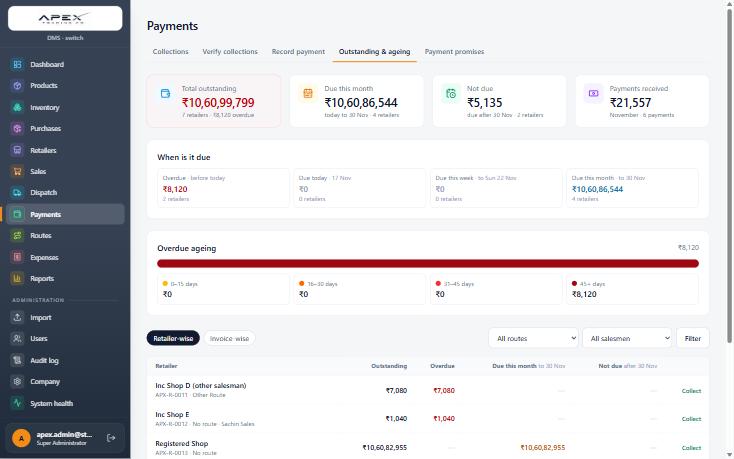 APEX
DMS · switch
Dashboard
Products
Inventory
Purchases
Retailers
Sales
Dispatch
Payments
Routes
Expenses
Reports
ADMINISTRATION
Import
Users
Audit log
Company
System health
A
apex.admin@st...
Super Administrator
Payments
Collections Verify collections Record payment Outstanding & ageing Payment promises
Total outstanding
₹10,60,99,799
7 retailers · ₹8,120 overdue
Due this month
₹10,60,86,544
today to 30 Nov · 4 retailers
Not due
₹5,135
due after 30 Nov · 2 retailers
Payments received
₹21,557
November · 6 payments
When is it due
Overdue · before today
₹8,120
2 retailers
Due today · 17 Nov
₹0
0 retailers
Due this week · to Sun 22 Nov
₹0
0 retailers
Due this month · to 30 Nov
₹10,60,86,544
4 retailers
Overdue ageing ₹8,120
0–15 days
₹0
16–30 days
₹0
31–45 days
₹0
45+ days
₹8,120
Retailer-wise Invoice-wise All routes All salesmen Filter
Retailer Outstanding Overdue Due this month to 30 Nov Not due after 30 Nov
Inc Shop D (other salesman) ₹7,080 ₹7,080 — — Collect
APX-R-0011 · Other Route
Inc Shop E ₹1,040 ₹1,040 — — Collect
APX-R-0012 · No route · Sachin Sales
Registered Shop ₹10,60,82,955 — ₹10,60,82,955 — Collect
APX-R-0013 · No route